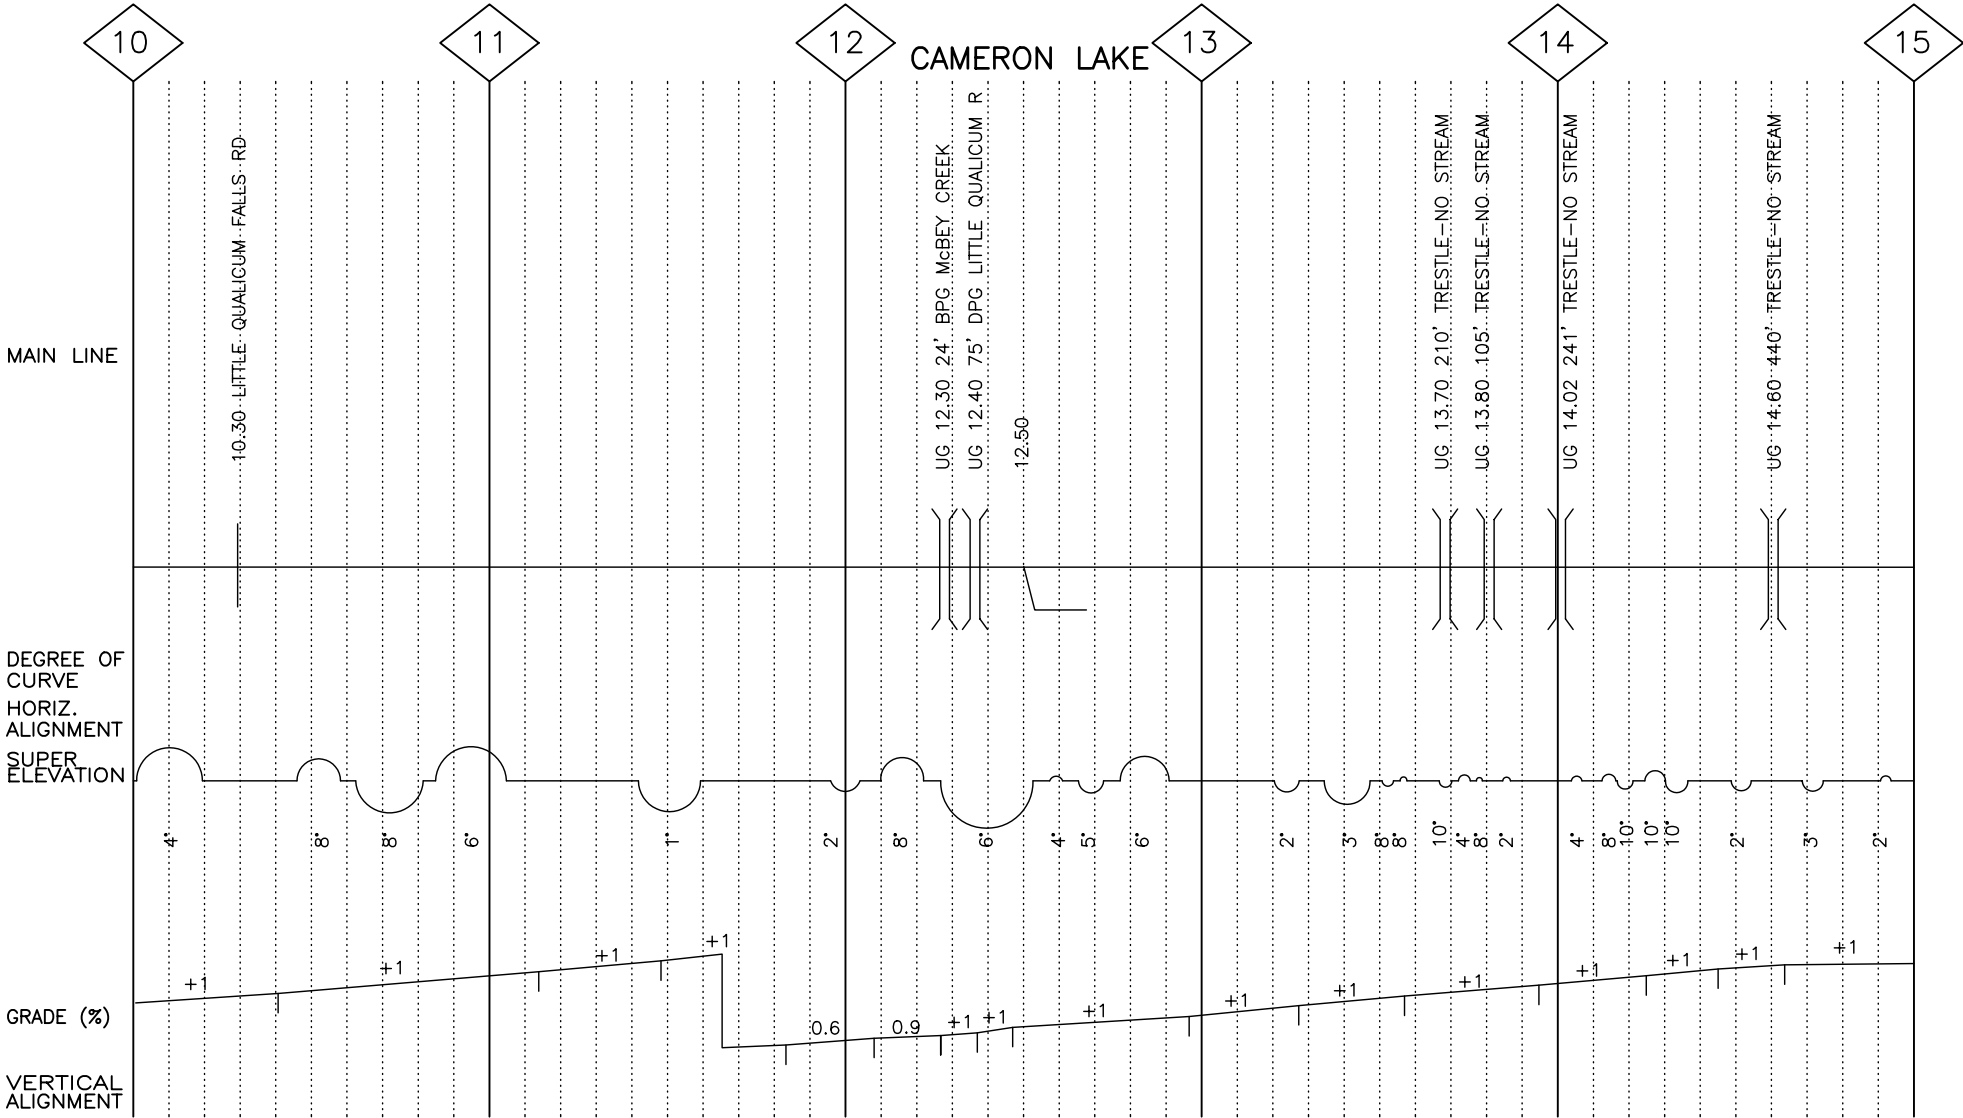 10
11
12
CAMERON LAKE
13
14
15
10.30 LITTLE QUALICUM FALLS RD
UG 12.30 24' BPG McBEY CREEK
UG 12.40 75' DPG LITTLE QUALICUM R
12.50
UG 13.70 210' TRESTLE-NO STREAM
UG 13.80 105' TRESTLE-NO STREAM
UG 14.02 241' TRESTLE-NO STREAM
UG 14.60 440' TRESTLE-NO STREAM
MAIN LINE
DEGREE OF
CURVE
HORIZ.
ALIGNMENT
SUPER
ELEVATION
4° 8° 8° 6° 1° 2° 8° 6° 4° 5° 6° 2° 3° 8° 8° 10° 4° 8° 2° 4° 8° 10° 10° 10° 2° 3° 2°
GRADE (%)
+1 +1 +1 +1 0.6 0.9 +1 +1 +1 +1 +1 +1 +1 +1 +1 +1
VERTICAL
ALIGNMENT